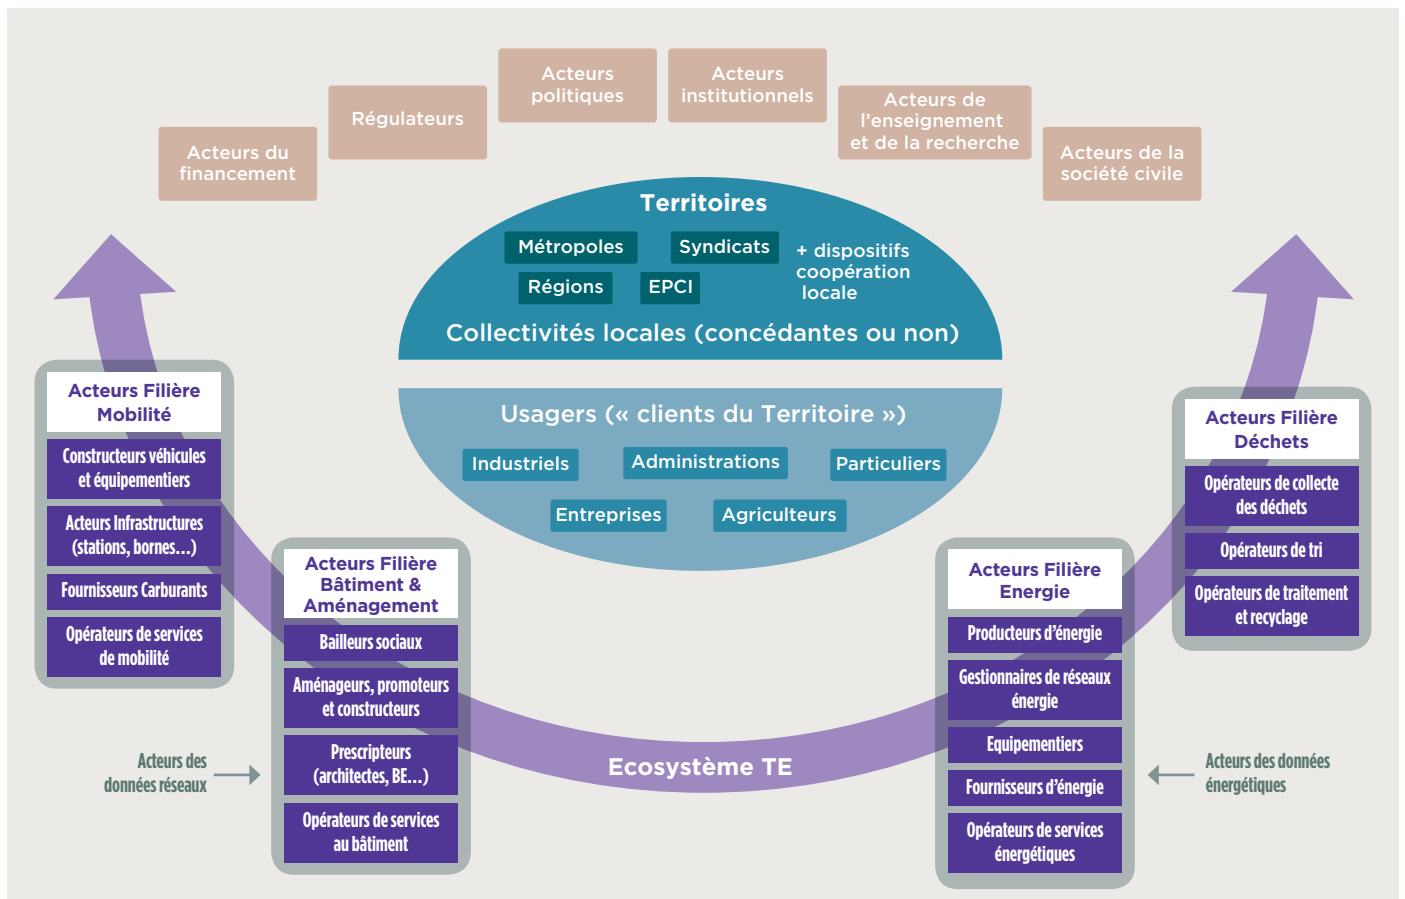 Acteurs du
financement
Régulateurs
Acteurs
politiques
Acteurs
institutionnels
Acteurs de
l’enseignement
et de la recherche
Acteurs de la
société civile
Territoires
Métropoles
Syndicats
Régions
EPCI
+ dispositifs
coopération
locale
Collectivités locales (concédantes ou non)
Usagers (« clients du Territoire »)
Industriels
Administrations
Particuliers
Entreprises
Agriculteurs
Acteurs Filière
Mobilité
Constructeurs véhicules
et équipementiers
Acteurs Infrastructures
(stations, bornes...)
Fournisseurs Carburants
Opérateurs de services
de mobilité
Acteurs Filière
Bâtiment &
Aménagement
Bailleurs sociaux
Aménageurs, promoteurs
et constructeurs
Prescripteurs
(architectes, BE...)
Opérateurs de services
au bâtiment
Acteurs des
données réseaux
Ecosystème TE
Acteurs Filière
Energie
Producteurs d’énergie
Gestionnaires de réseaux
énergie
Equipementiers
Fournisseurs d’énergie
Opérateurs de services
énergétiques
Acteurs des données
énergétiques
Acteurs Filière
Déchets
Opérateurs de collecte
des déchets
Opérateurs de tri
Opérateurs de traitement
et recyclage